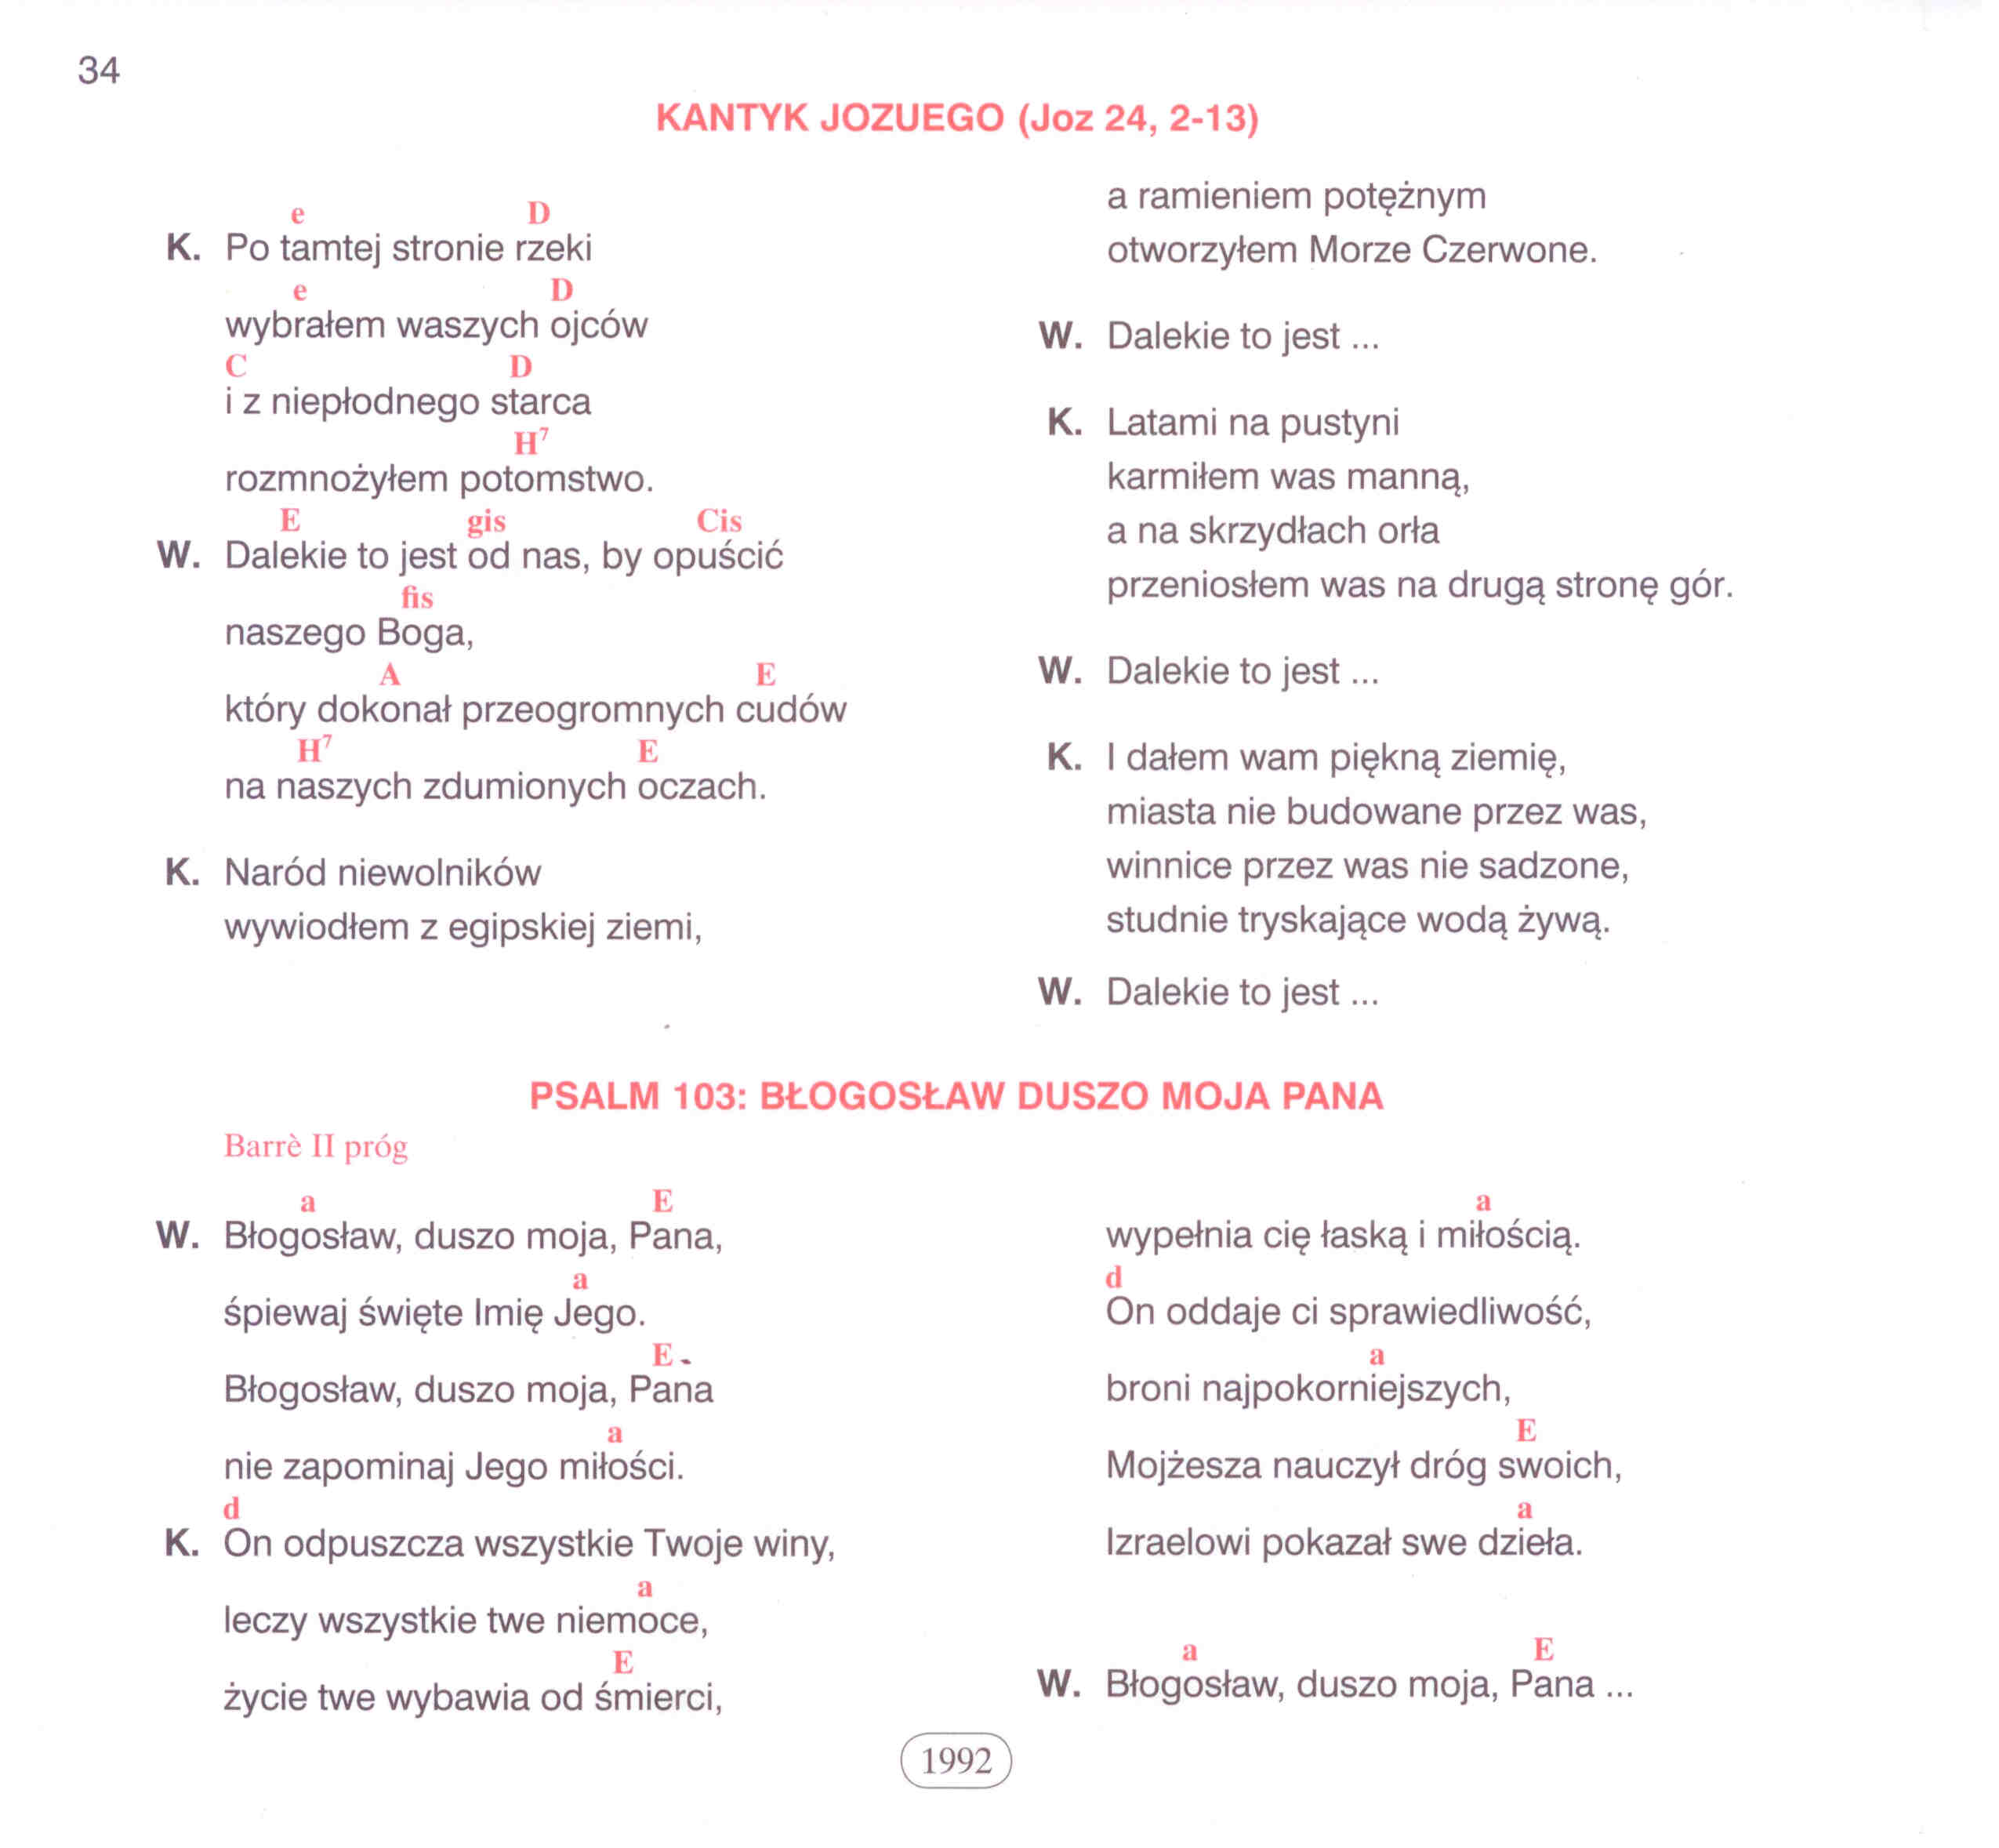 34
KANTYK JOZUEGO (Joz 24, 2-13)
e D
K. Po tamtej stronie rzeki
e D
wybrałem waszych ojców
C D
i z niepłodnego starca
H7
rozmnożyłem potomstwo.
E gis Cis
W. Dalekie to jest od nas, by opuścić
fis
naszego Boga,
A E
który dokonał przeogromnych cudów
H7 E
na naszych zdumionych oczach.
K. Naród niewolników
wywiodłem z egipskiej ziemi,
a ramieniem potężnym
otworzyłem Morze Czerwone.
W. Dalekie to jest ...
K. Latami na pustyni
karmiłem was manną,
a na skrzydłach orła
przeniosłem was na drugą stronę gór.
W. Dalekie to jest ...
K. I dałem wam piękną ziemię,
miasta nie budowane przez was,
winnice przez was nie sadzone,
studnie tryskające wodą żywą.
W. Dalekie to jest ...
PSALM 103: BŁOGOSŁAW DUSZO MOJA PANA
Barrè II próg
a E
W. Błogosław, duszo moja, Pana,
a
śpiewaj święte Imię Jego.
E
Błogosław, duszo moja, Pana
a
nie zapominaj Jego miłości.
d
K. On odpuszcza wszystkie Twoje winy,
a
leczy wszystkie twe niemoce,
E
życie twe wybawia od śmierci,
a
wypełnia cię łaską i miłością.
d
On oddaje ci sprawiedliwość,
a
broni najpokorniejszych,
E
Mojżesza nauczył dróg swoich,
a
Izraelowi pokazał swe dzieła.
a E
W. Błogosław, duszo moja, Pana ...
1992